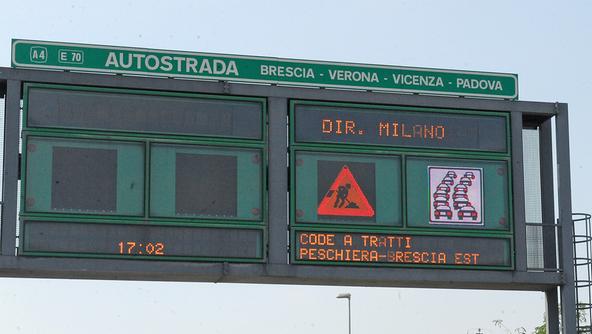 A4 E 70 AUTOSTRADA BRESCIA - VERONA - VICENZA - PADOVA
17:02
DIR. MILANO
CODE A TRATTI
PESCHIERA-BRESCIA EST